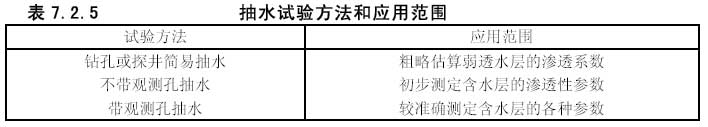 表 7.2.5 抽水试验方法和应用范围
试验方法 应用范围
钻孔或探井简易抽水 粗略估算弱透水层的渗透系数
不带观测孔抽水 初步测定含水层的渗透性参数
带观测孔抽水 较准确测定含水层的各种参数